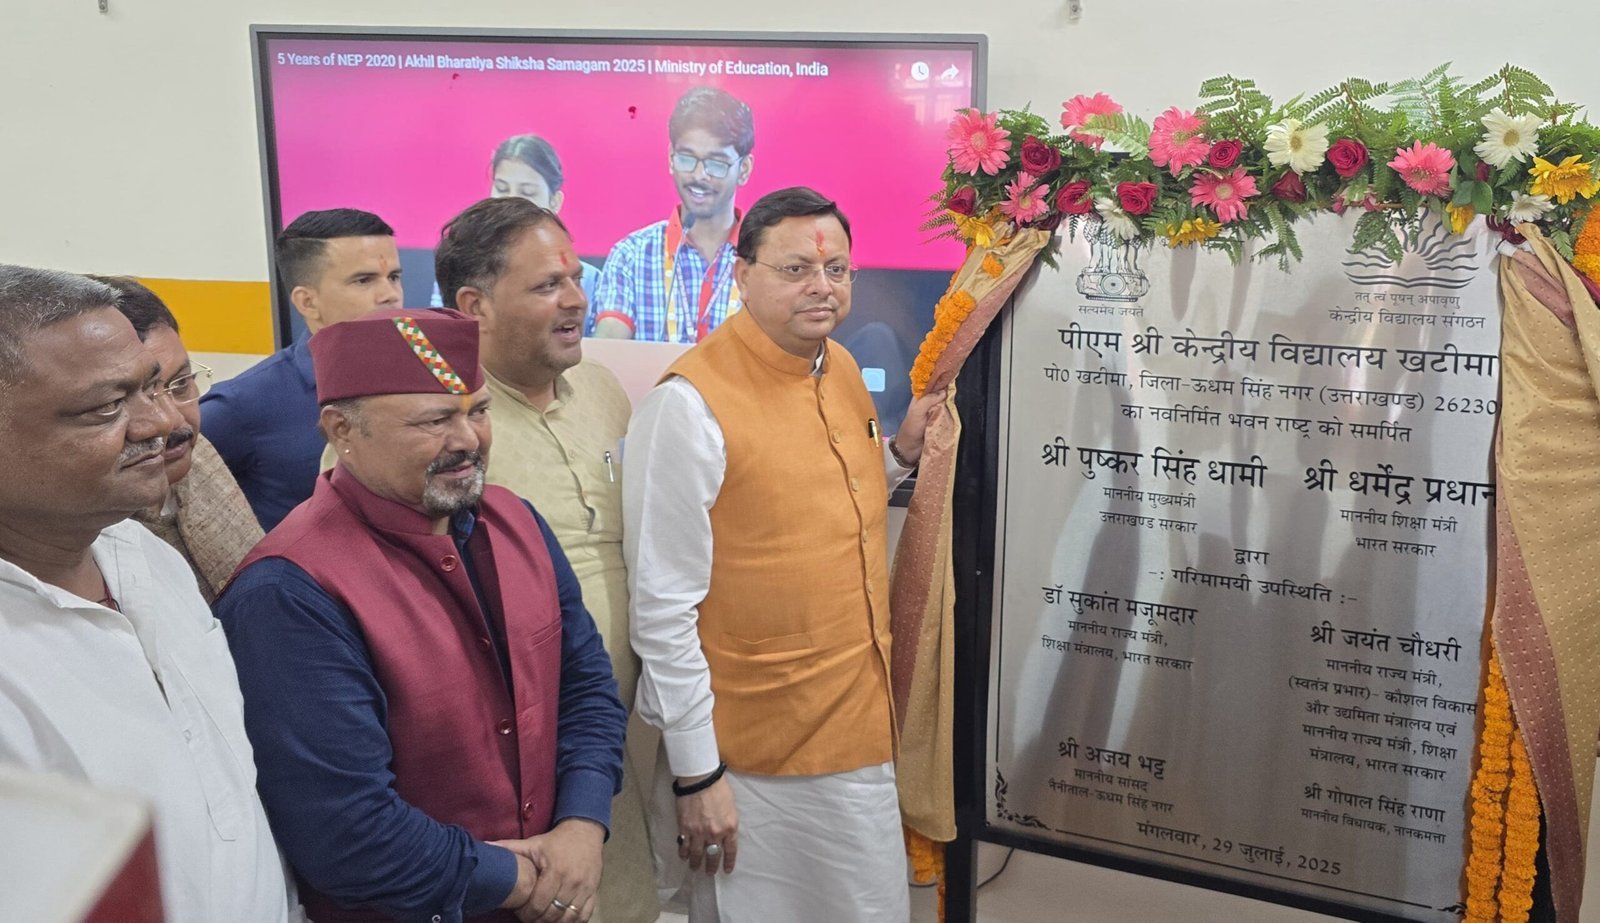 5 Years of NEP 2020 | Akhil Bharatiya Shiksha Samagam 2025 | Ministry of Education, India
सत्यमेव जयते
तत् त्वं पूषन् अपावृणु
केन्द्रीय विद्यालय संगठन
पीएम श्री केन्द्रीय विद्यालय खटीमा
पो0 खटीमा, जिला-ऊधम सिंह नगर (उत्तराखण्ड) 26230
का नवनिर्मित भवन राष्ट्र को समर्पित
श्री पुष्कर सिंह धामी
माननीय मुख्यमंत्री
उत्तराखण्ड सरकार
श्री धर्मेंद्र प्रधान
माननीय शिक्षा मंत्री
भारत सरकार
द्वारा
-: गरिमामयी उपस्थिति :-
डॉ सुकांत मजूमदार
माननीय राज्य मंत्री,
शिक्षा मंत्रालय, भारत सरकार
श्री जयंत चौधरी
माननीय राज्य मंत्री,
(स्वतंत्र प्रभार)- कौशल विकास
और उद्यमिता मंत्रालय एवं
माननीय राज्य मंत्री, शिक्षा
मंत्रालय, भारत सरकार
श्री अजय भट्ट
माननीय सांसद
नैनीताल-ऊधम सिंह नगर
श्री गोपाल सिंह राणा
माननीय विधायक, नानकमत्ता
मंगलवार, 29 जुलाई, 2025